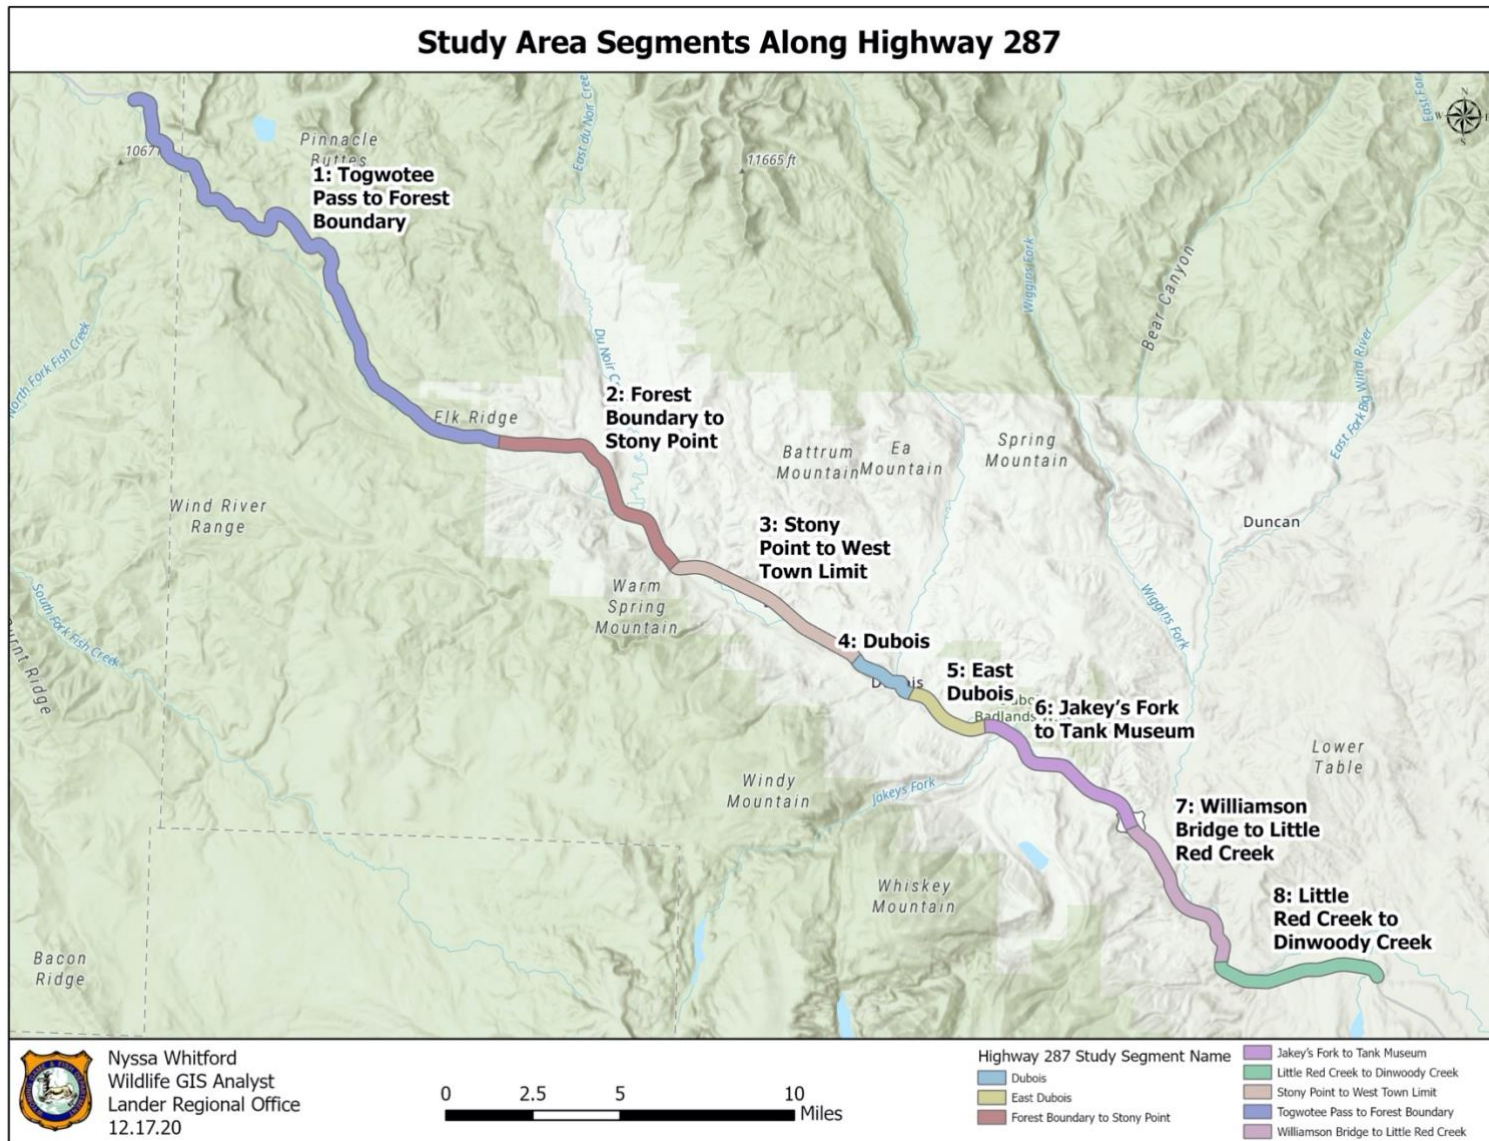 Study Area Segments Along Highway 287
East du Noir Cree
East For
Pinnacle
Buttes
1067
11665 ft
N
W
E
S
1: Togwotee
Pass to Forest
Boundary
Wiggins Fork
Bear Canyon
North Fork Fish Creek
Du Noir C
East Fork Big Wind River
Elk Ridge
2: Forest
Boundary to
Stony Point
Battrum
Mountain
Ea
Mountain
Spring
Mountain
Wind River
Range
Duncan
3: Stony
Point to West
Town Limit
Warm
Spring
Mountain
South Fork Fish Creek
Wiggins Fork
urnt Ridge
4: Dubois
5: East
Dubois
Badlands
6: Jakey's Fork
to Tank Museum
Lower
Table
Windy
Mountain
Jakeys Fork
7: Williamson
Bridge to Little
Red Creek
Whiskey
Mountain
8: Little
Red Creek to
Dinwoody Creek
Bacon
Ridge
Nyssa Whitford
Wildlife GIS Analyst
Lander Regional Office
12.17.20
0 2.5 5 10
Miles
Highway 287 Study Segment Name
Dubois
East Dubois
Forest Boundary to Stony Point
Jakey's Fork to Tank Museum
Little Red Creek to Dinwoody Creek
Stony Point to West Town Limit
Togwotee Pass to Forest Boundary
Williamson Bridge to Little Red Creek